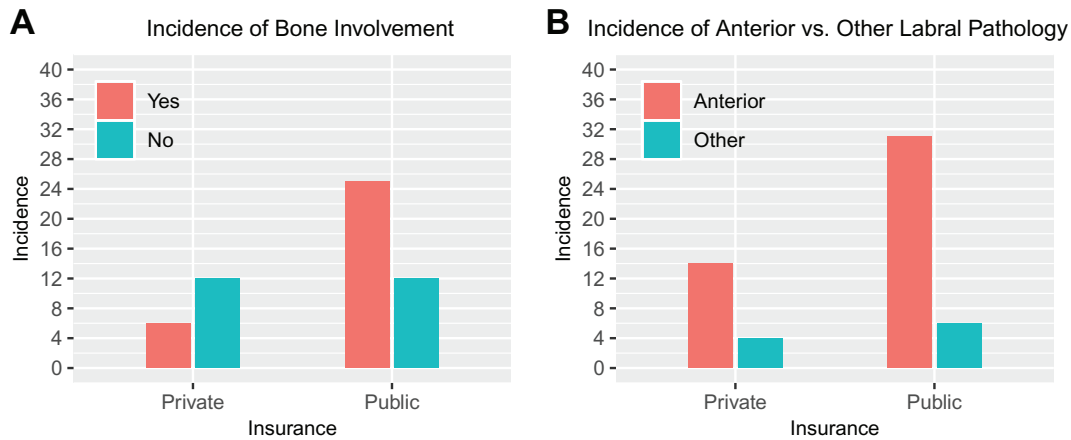 A
Incidence of Bone Involvement
40
36
32
28
24
20
16
12
8
4
0
Incidence
Yes
No
Private
Public
Insurance
B
Incidence of Anterior vs. Other Labral Pathology
40
36
32
28
24
20
16
12
8
4
0
Incidence
Anterior
Other
Private
Public
Insurance